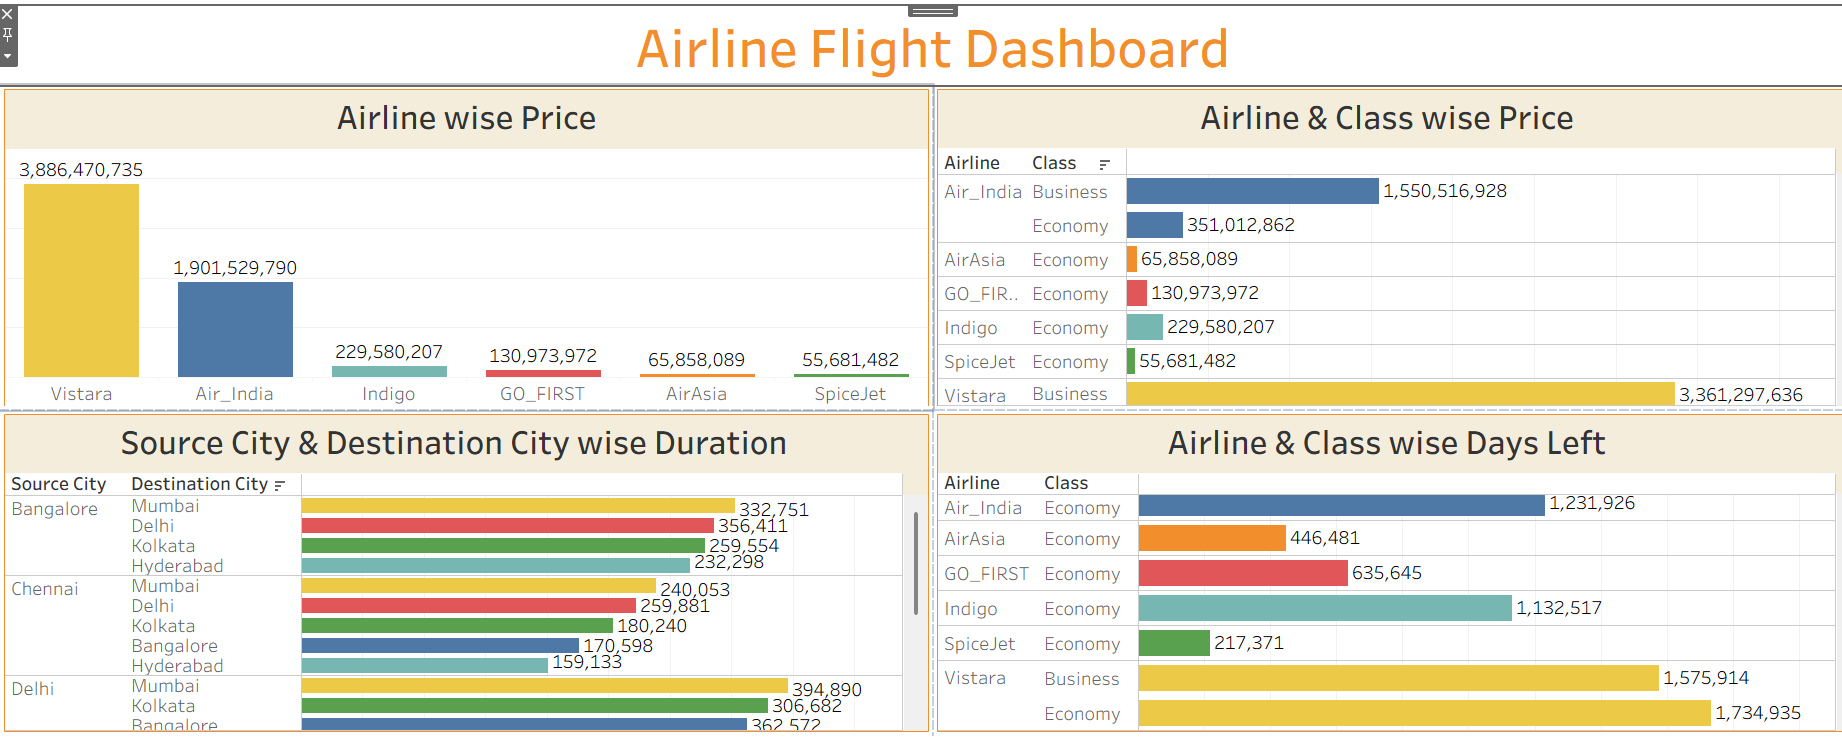 Airline Flight Dashboard
Airline wise Price
3,886,470,735
1,901,529,790
229,580,207
130,973,972
65,858,089
55,681,482
Vistara
Air_India
Indigo
GO_FIRST
AirAsia
SpiceJet
Airline & Class wise Price
Airline Class
Air_India Business 1,550,516,928
Economy 351,012,862
AirAsia Economy 65,858,089
GO_FIR.. Economy 130,973,972
Indigo Economy 229,580,207
SpiceJet Economy 55,681,482
Vistara Business 3,361,297,636
Source City & Destination City wise Duration
Source City Destination City
Bangalore Mumbai 332,751
Delhi 356,411
Kolkata 259,554
Hyderabad 232,298
Chennai Mumbai 240,053
Delhi 259,881
Kolkata 180,240
Bangalore 170,598
Hyderabad 159,133
Delhi Mumbai 394,890
Kolkata 306,682
Bangalore 362,572
Airline & Class wise Days Left
Airline Class
Air_India Economy 1,231,926
AirAsia Economy 446,481
GO_FIRST Economy 635,645
Indigo Economy 1,132,517
SpiceJet Economy 217,371
Vistara Business 1,575,914
Economy 1,734,935